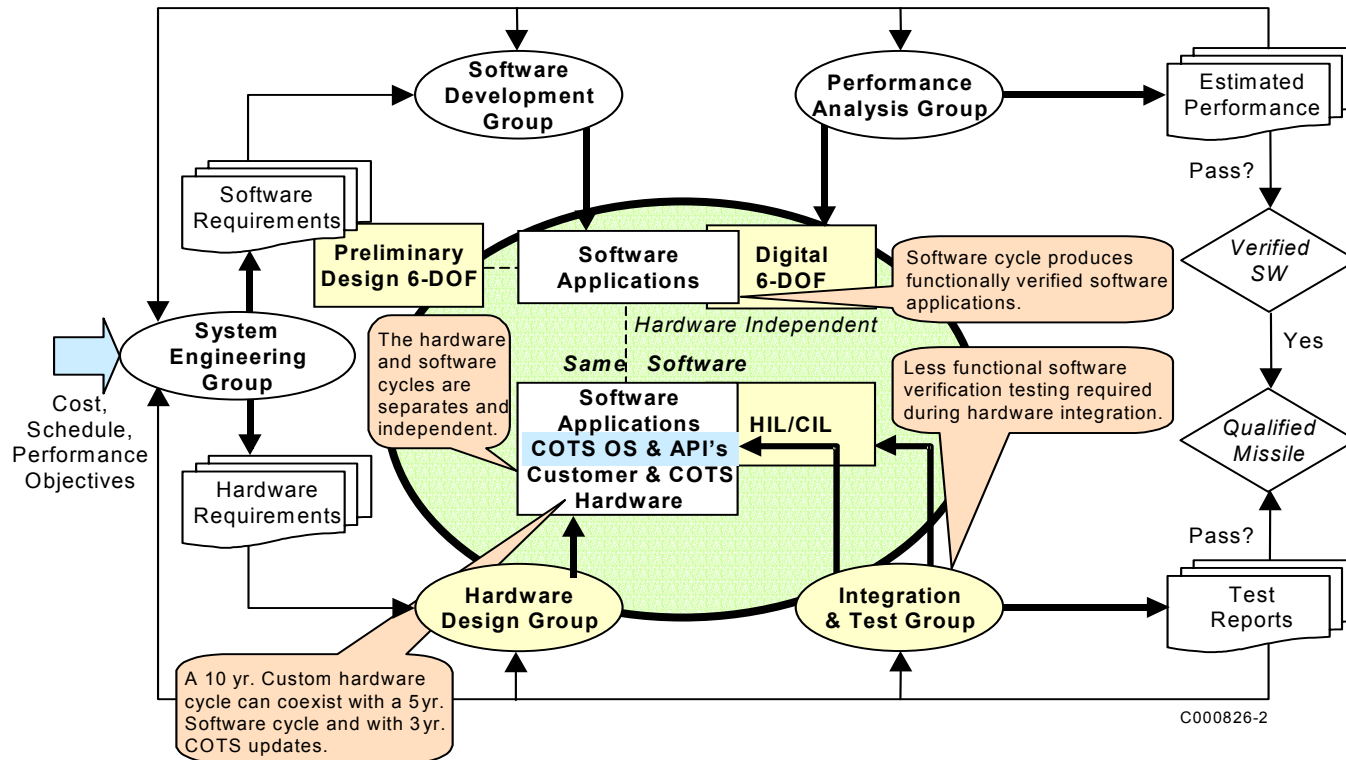 Software
Development
Group
Performance
Analysis Group
Estimated
Performance
Pass?
Software
Requirements
Preliminary
Design 6-DOF
Software
Applications
Digital
6-DOF
Software cycle produces
functionally verified software
applications.
Verified
SW
Hardware Independent
System
Engineering
Group
The hardware
and software
cycles are
separates and
independent.
Same Software
Yes
Less functional software
verification testing required
during hardware integration.
Cost,
Schedule,
Performance
Objectives
Software
Applications
COTS OS & API's
Customer & COTS
Hardware
HIL/CIL
Qualified
Missile
Hardware
Requirements
Pass?
Hardware
Design Group
Integration
& Test Group
Test
Reports
A 10 yr. Custom hardware
cycle can coexist with a 5yr.
Software cycle and with 3yr.
COTS updates.
C000826-2